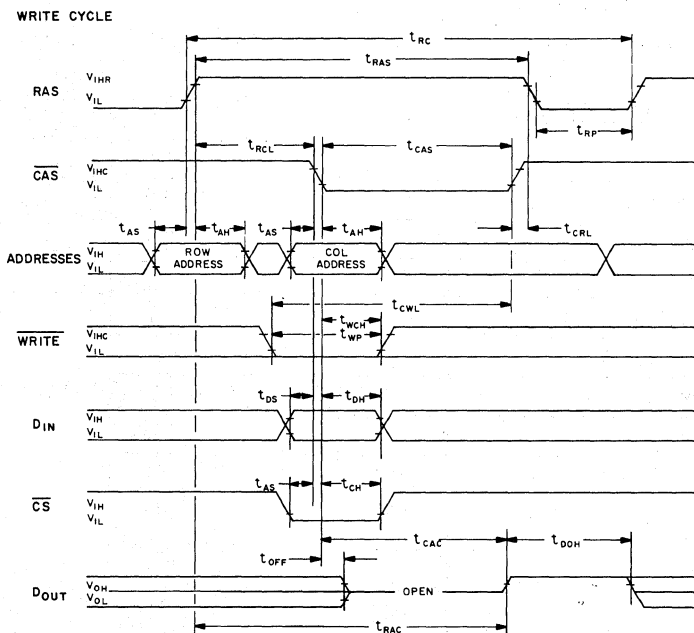 WRITE CYCLE
tRC
tRAS
RAS
VIHR
VIL
tRP
tRCL
tCAS
CAS
VIHC
VIL
tAS
tAH
tAS
tAH
tCRL
ADDRESSES
VIH
VIL
ROW ADDRESS
COL ADDRESS
tCWL
tWCH
tWP
WRITE
VIHC
VIL
tDS
tDH
DIN
VIH
VIL
tAS
tCH
CS
VIH
VIL
tCAC
tDOH
tOFF
DOUT
VOH
VOL
OPEN
tRAC